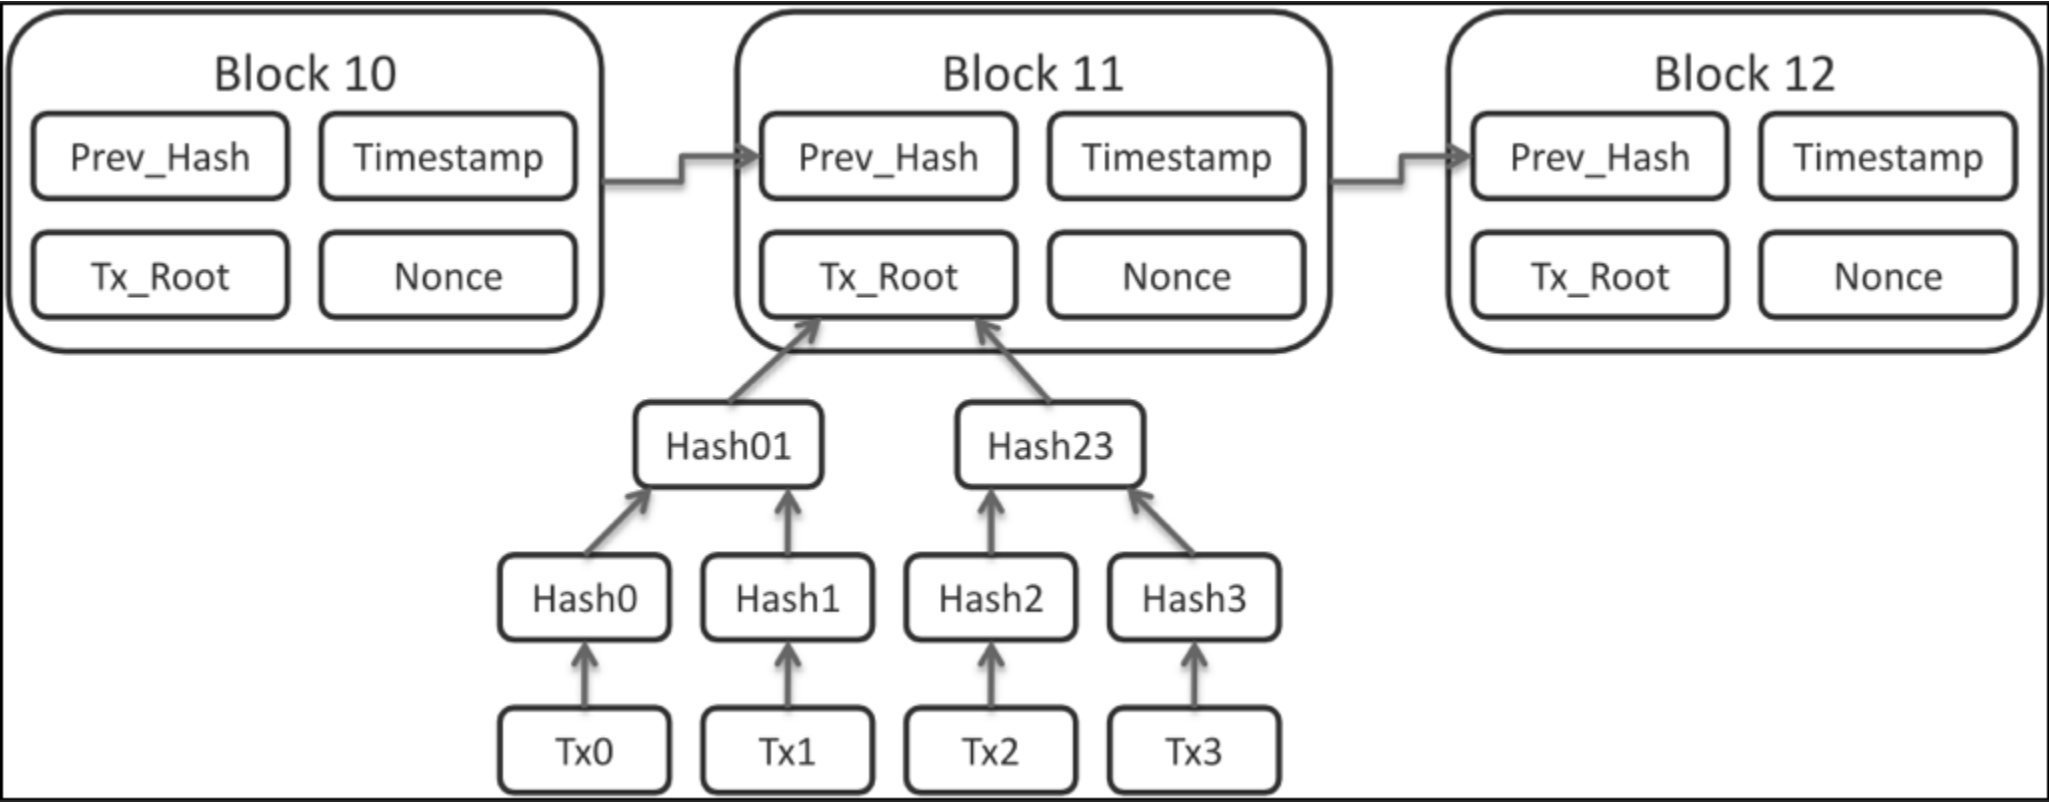 Block 10
Prev_Hash Timestamp
Tx_Root Nonce
Block 11
Prev_Hash Timestamp
Tx_Root Nonce
Block 12
Prev_Hash Timestamp
Tx_Root Nonce
Hash01 Hash23
Hash0 Hash1 Hash2 Hash3
Tx0 Tx1 Tx2 Tx3